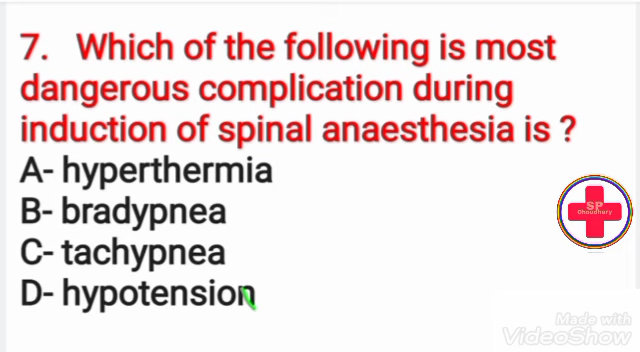 7. Which of the following is most
dangerous complication during
induction of spinal anaesthesia is ?
A- hyperthermia
B- bradypnea
SP
Choudhury
C- tachypnea
D- hypotension
Made with
VideoShow